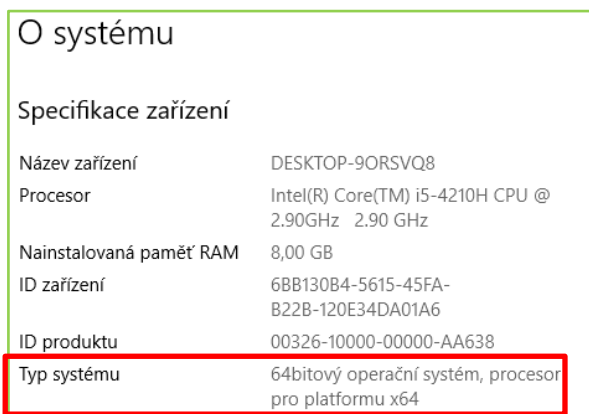 O systému
Specifikace zařízení
Název zařízení DESKTOP-9ORSVQ8
Procesor Intel(R) Core(TM) i5-4210H CPU @
2.90GHz 2.90 GHz
Nainstalovaná paměť RAM 8,00 GB
ID zařízení 6BB130B4-5615-45FA-
B22B-120E34DA01A6
ID produktu 00326-10000-00000-AA638
Typ systému 64bitový operační systém, procesor
pro platformu x64